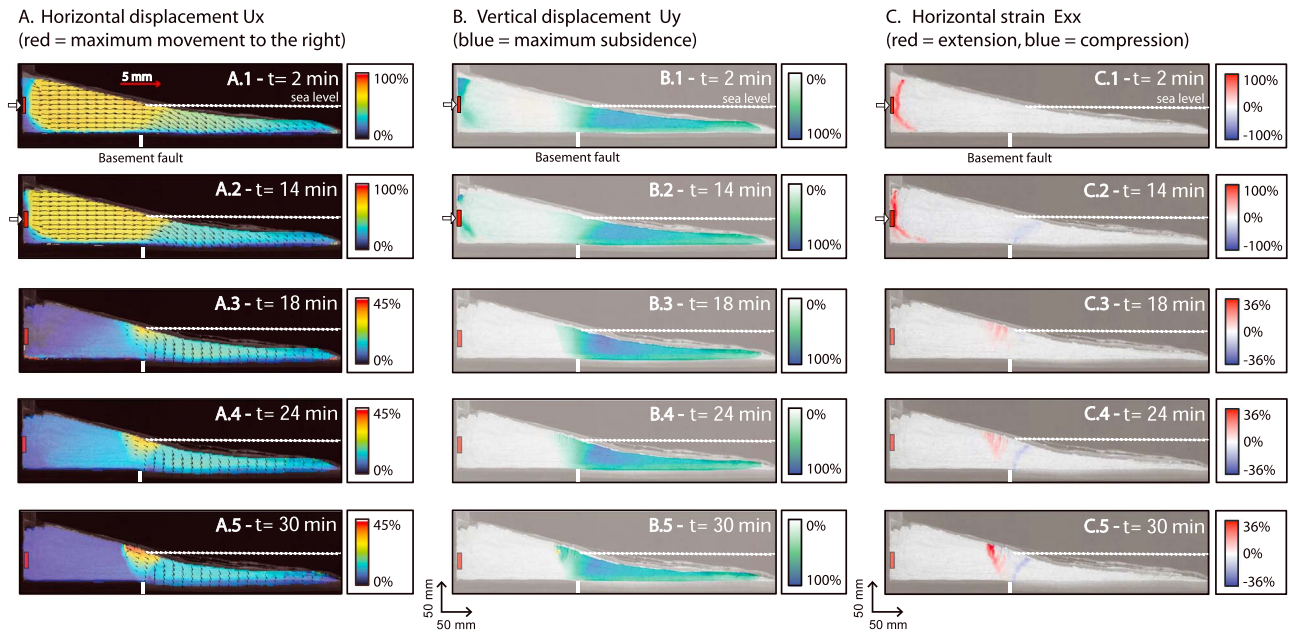 A. Horizontal displacement Ux
(red = maximum movement to the right)
B. Vertical displacement Uy
(blue = maximum subsidence)
C. Horizontal strain Exx
(red = extension, blue = compression)
5 mm
A.1 - t= 2 min
sea level
100%
0%
Basement fault
B.1 - t= 2 min
sea level
0%
100%
Basement fault
C.1 - t= 2 min
sea level
100%
0%
-100%
Basement fault
A.2 - t= 14 min
100%
0%
B.2 - t= 14 min
0%
100%
C.2 - t= 14 min
100%
0%
-100%
A.3 - t= 18 min
45%
0%
B.3 - t= 18 min
0%
100%
C.3 - t= 18 min
36%
0%
-36%
A.4 - t= 24 min
45%
0%
B.4 - t= 24 min
0%
100%
C.4 - t= 24 min
36%
0%
-36%
A.5 - t= 30 min
45%
0%
B.5 - t= 30 min
0%
100%
C.5 - t= 30 min
36%
0%
-36%
50 mm
50 mm
50 mm
50 mm